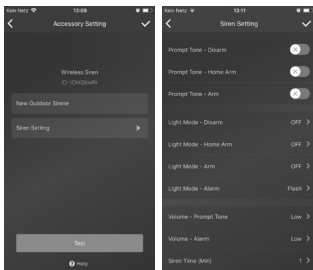 Kein Netz 13:09
Accessory Setting
Wireless Siren
New Outdoor Sirene
Siren Setting
Test
Help
Kein Netz 13:11
Siren Setting
Prompt Tone - Disarm
Prompt Tone - Home Arm
Prompt Tone - Arm
Light Mode - Disarm OFF
Light Mode - Home Arm OFF
Light Mode - Arm OFF
Light Mode - Alarm Flash
Volume - Prompt Tone Low
Volume - Alarm Low
Siren Time (Min) 1